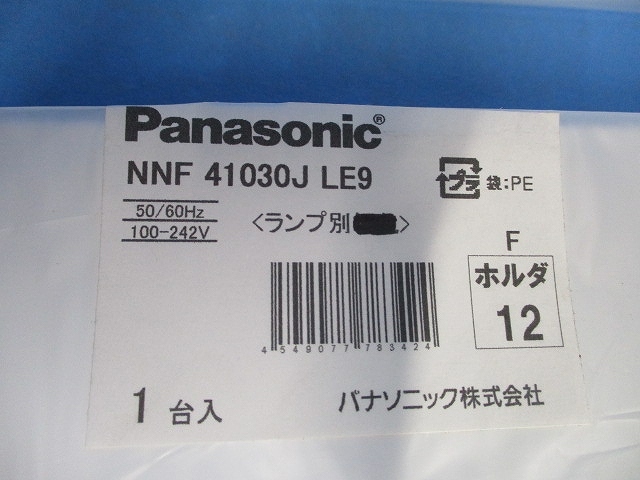 Panasonic®
NNF 41030J LE9
プラ 袋:PE
50/60Hz
100-242V
<ランプ別>
F
ホルダ
12
4549077783424
1 台入
パナソニック株式会社